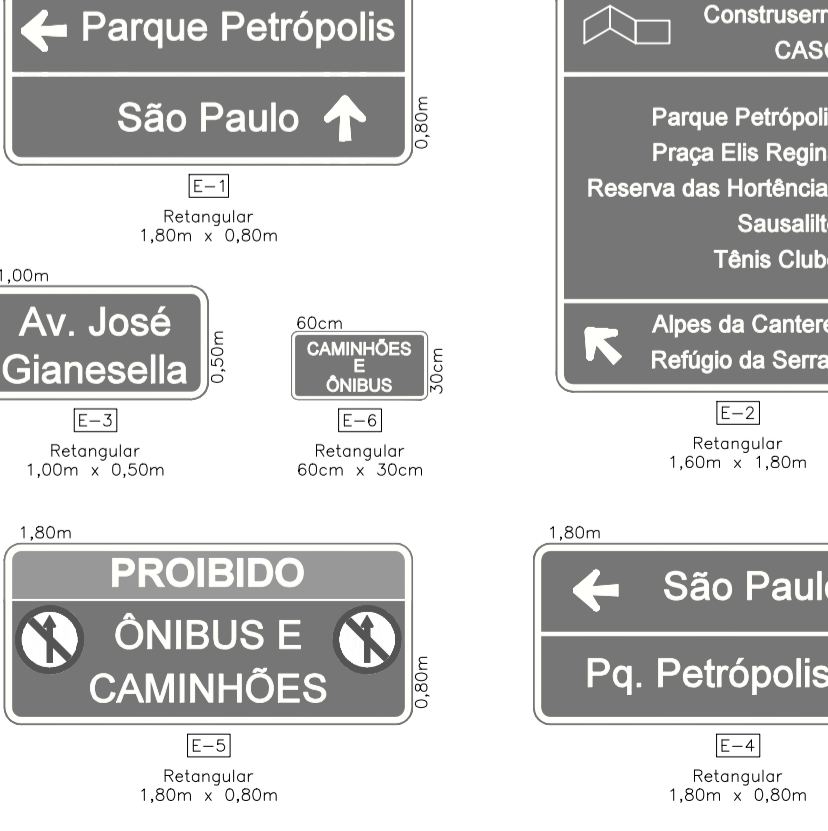 Parque Petrópolis
São Paulo
0,80m
E-1
Retangular
1,80m x 0,80m
Construserr
CASC
Parque Petrópoli
Praça Elis Regin
Reserva das Hortência
Sausalit
Tênis Club
Alpes da Cantere
Refúgio da Serra
E-2
Retangular
1,60m x 1,80m
1,00m
Av. José
Gianesella
0,50m
E-3
Retangular
1,00m x 0,50m
60cm
CAMINHÕES
E
ÔNIBUS
30cm
E-6
Retangular
60cm x 30cm
1,80m
PROIBIDO
ÔNIBUS E
CAMINHÕES
0,80m
E-5
Retangular
1,80m x 0,80m
1,80m
São Paulo
Pq. Petrópolis
E-4
Retangular
1,80m x 0,80m